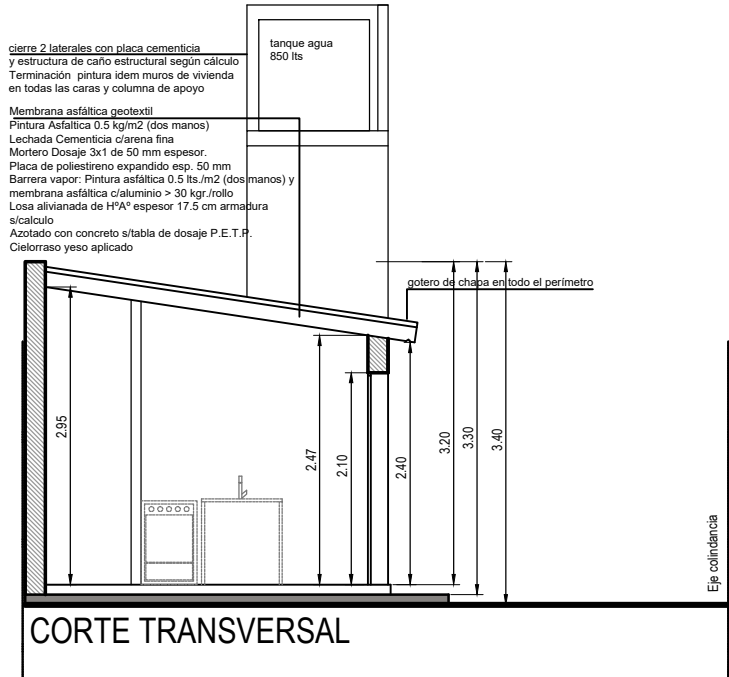 cierre 2 laterales con placa cementicia
y estructura de caño estructural según cálculo
Terminación pintura idem muros de vivienda
en todas las caras y columna de apoyo
tanque agua
850 lts
Membrana asfáltica geotextil
Pintura Asfaltica 0.5 kg/m2 (dos manos)
Lechada Cementicia c/arena fina
Mortero Dosaje 3x1 de 50 mm espesor.
Placa de poliestireno expandido esp. 50 mm
Barrera vapor: Pintura asfáltica 0.5 lts./m2 (dos manos) y
membrana asfáltica c/aluminio > 30 kgr./rollo
Losa alivianada de HºAº espesor 17.5 cm armadura
s/calculo
Azotado con concreto s/tabla de dosaje P.E.T.P.
Cielorraso yeso aplicado
gotero de chapa en todo el perímetro
2.95
2.47
2.10
2.40
3.20
3.30
3.40
Eje colindancia
CORTE TRANSVERSAL